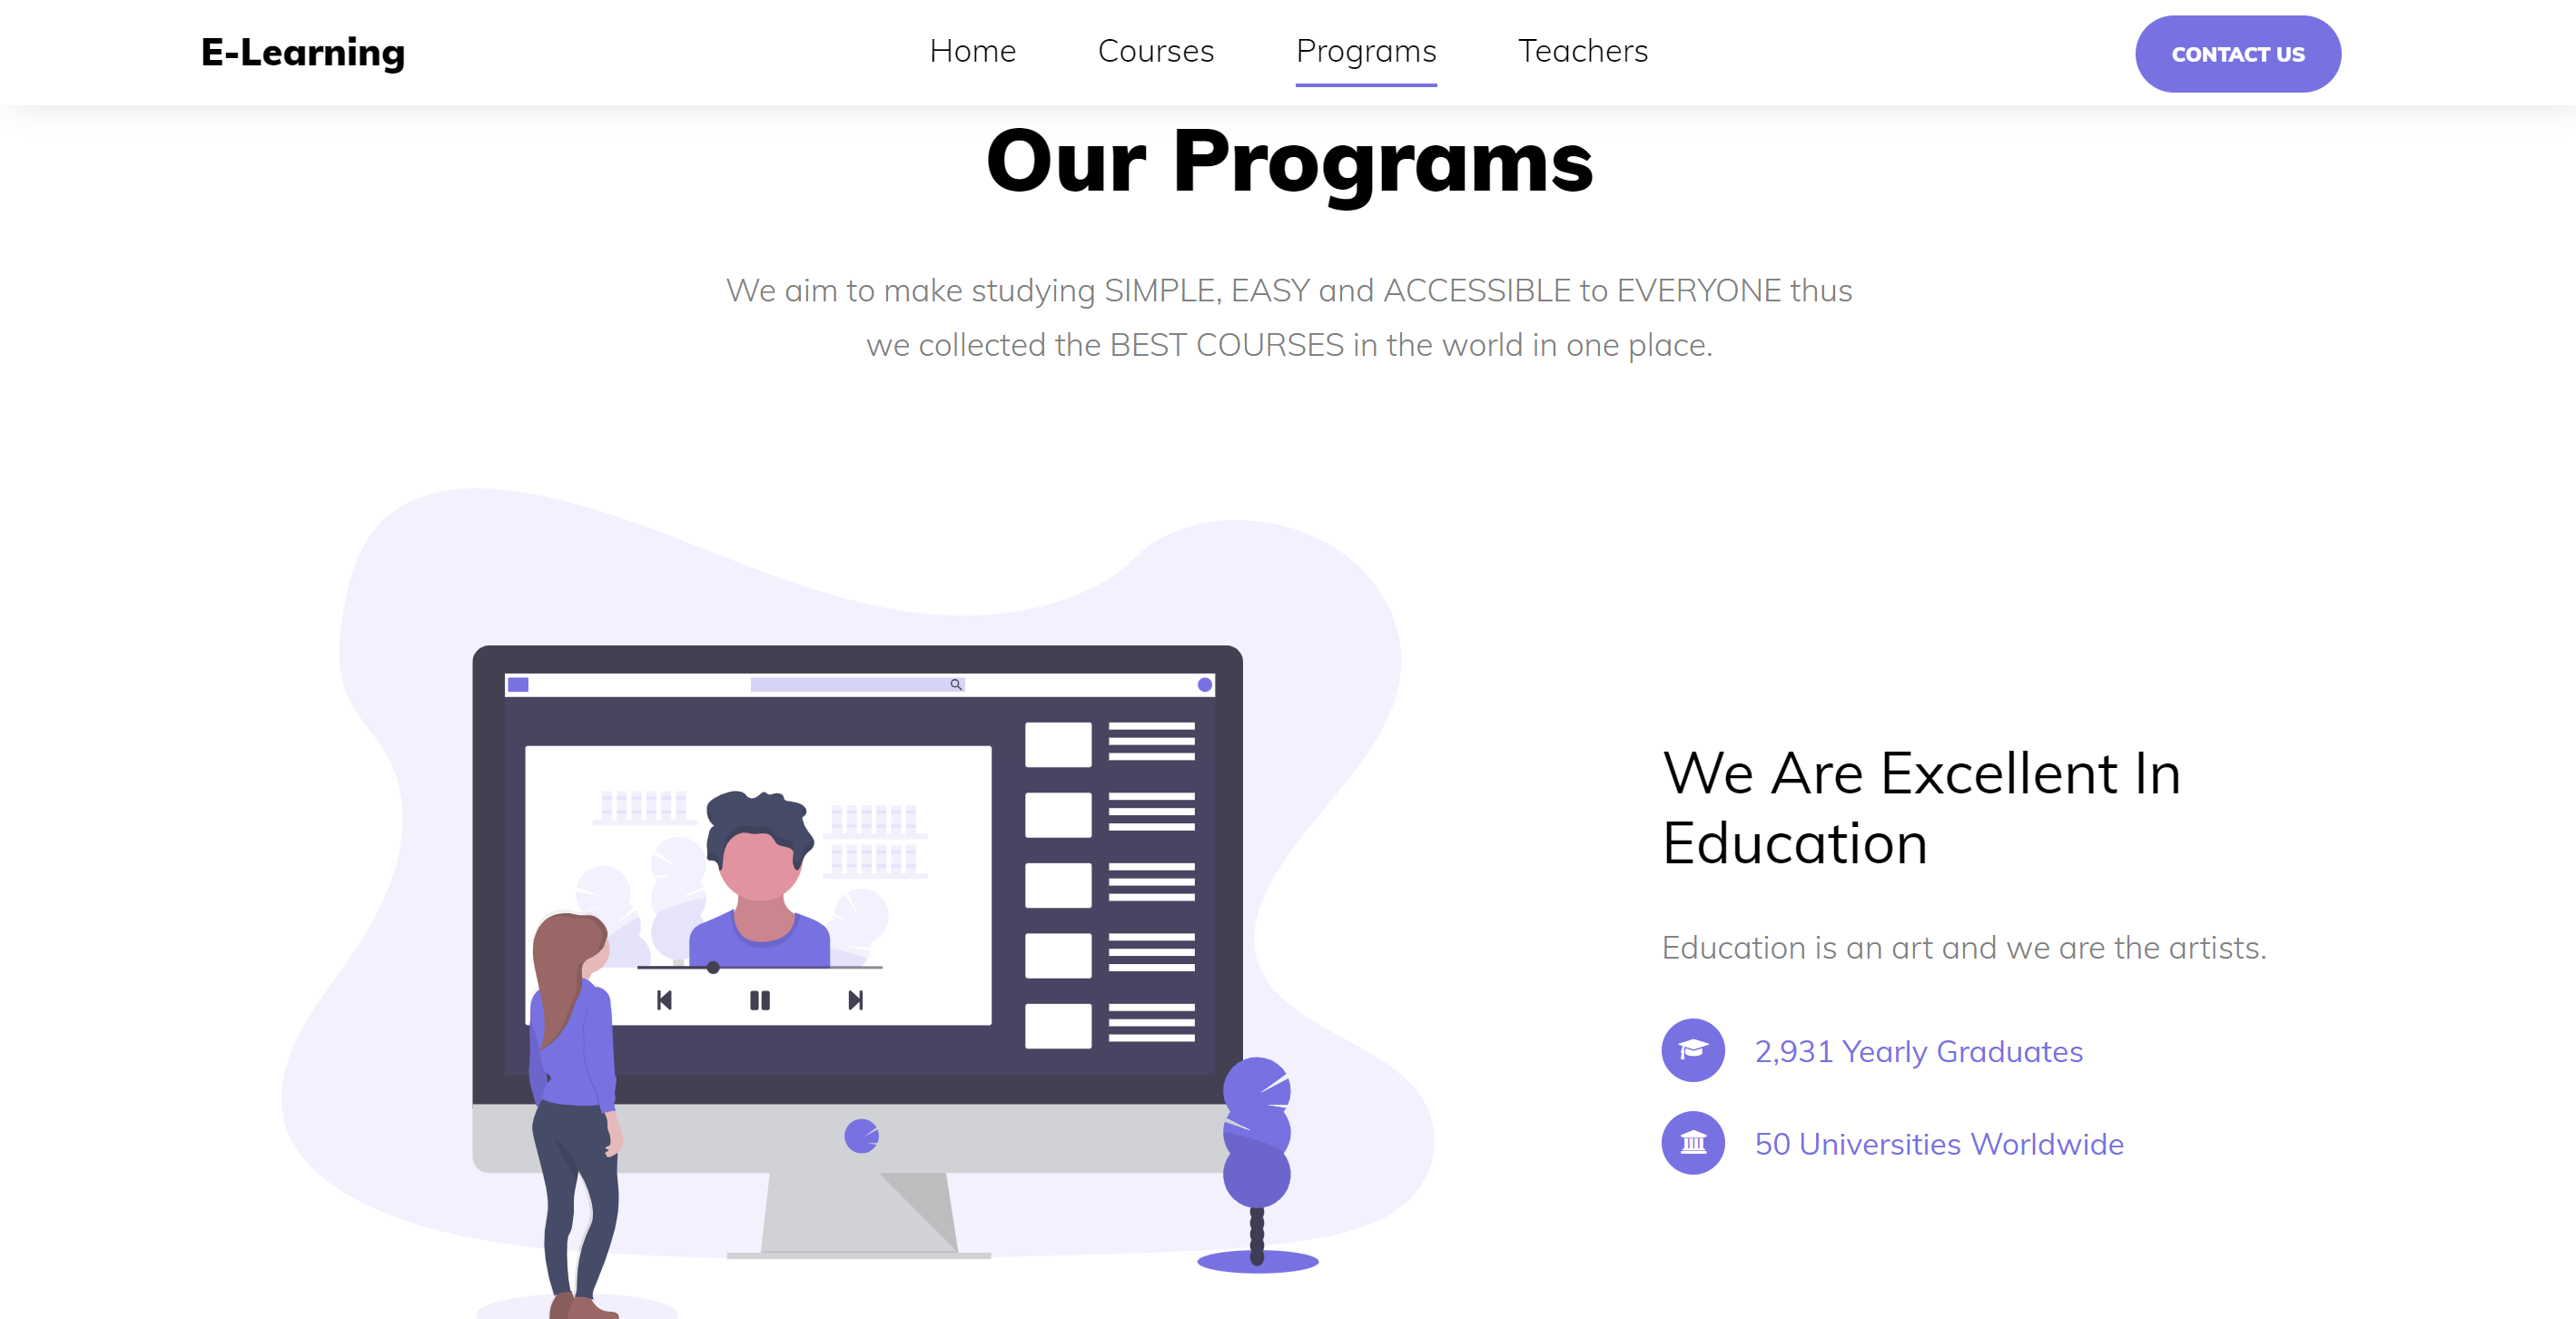 E-Learning
Home
Courses
Programs
Teachers
CONTACT US
Our Programs
We aim to make studying SIMPLE, EASY and ACCESSIBLE to EVERYONE thus
we collected the BEST COURSES in the world in one place.
We Are Excellent In
Education
Education is an art and we are the artists.
2,931 Yearly Graduates
50 Universities Worldwide